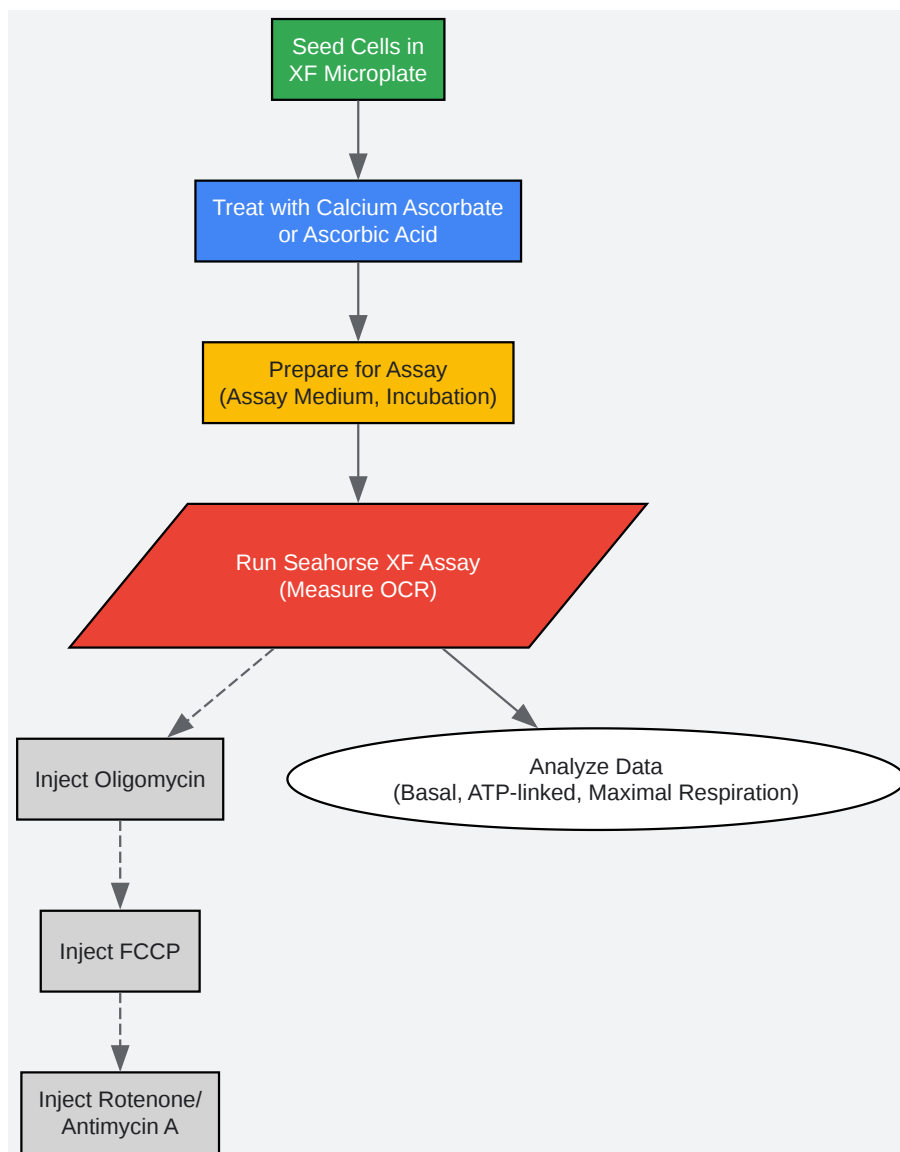 Seed Cells in
XF Microplate
Treat with Calcium Ascorbate
or Ascorbic Acid
Prepare for Assay
(Assay Medium, Incubation)
Run Seahorse XF Assay
(Measure OCR)
Inject Oligomycin
Analyze Data
(Basal, ATP-linked, Maximal Respiration)
Inject FCCP
Inject Rotenone/
Antimycin A